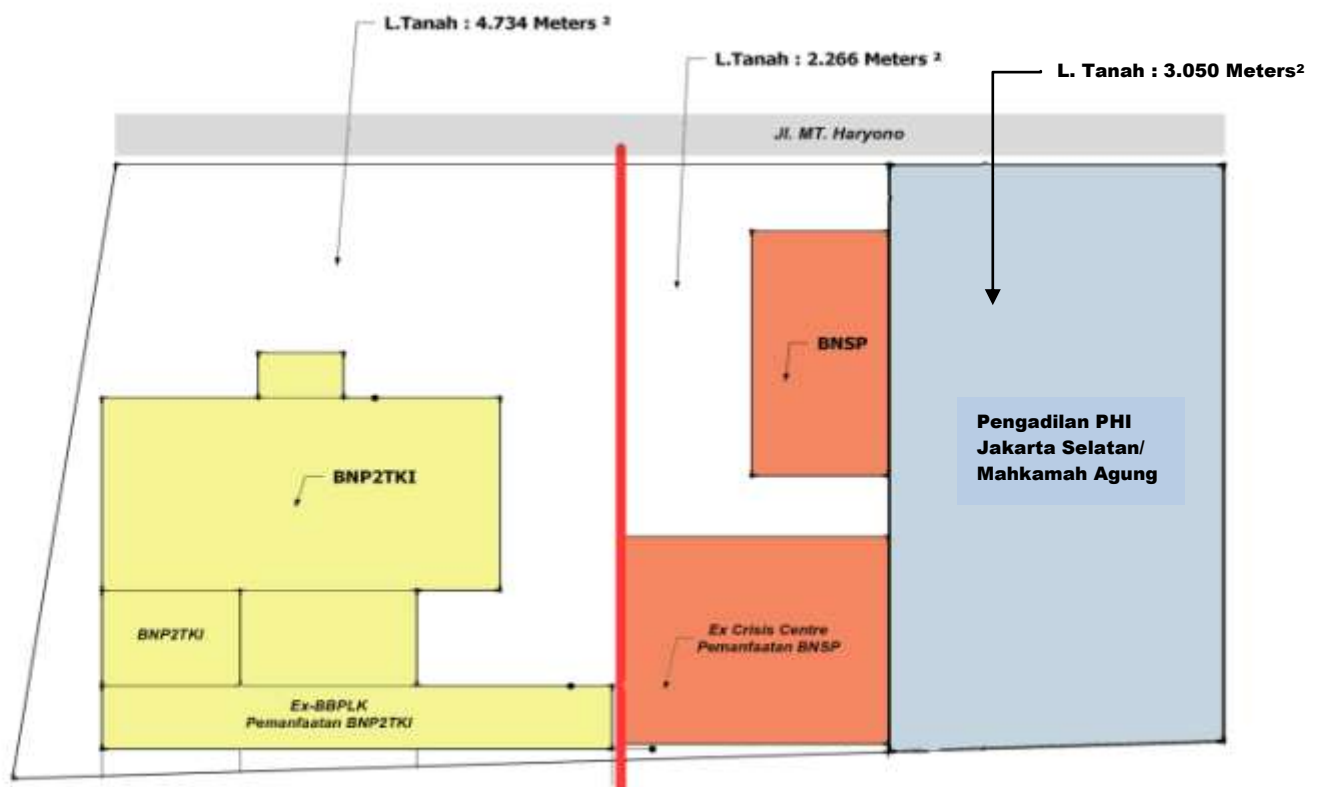 L.Tanah : 4.734 Meters ²
L.Tanah : 2.266 Meters ²
L. Tanah : 3.050 Meters²
Jl. MT. Haryono
BNSP
Pengadilan PHI
Jakarta Selatan/
Mahkamah Agung
BNP2TKI
BNP2TKI
Ex Crisis Centre
Pemanfaatan BNSP
Ex-BBPLK
Pemanfaatan BNP2TKI